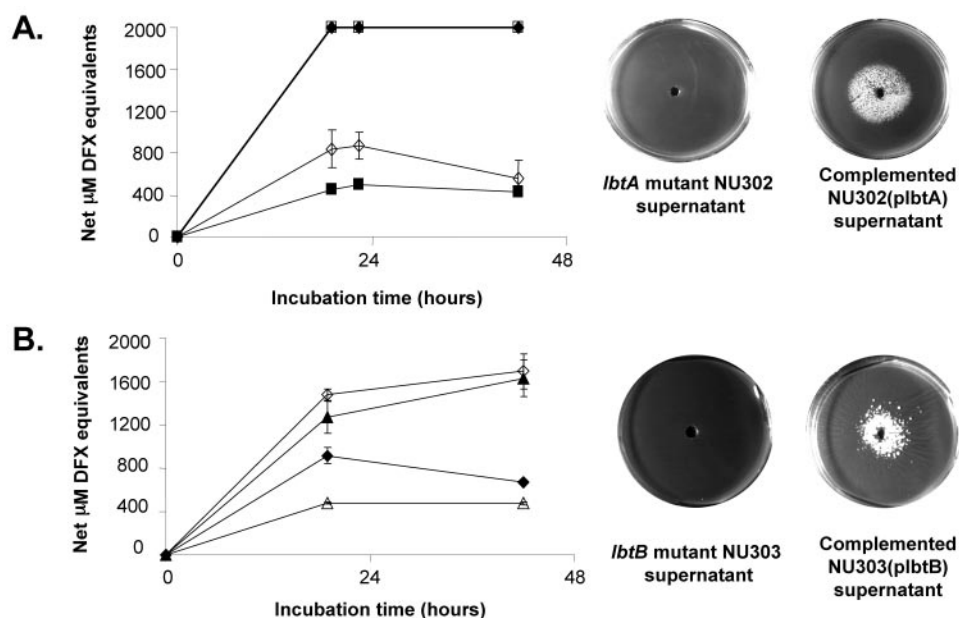 A.
Net µM DFX equivalents
2000
1600
1200
800
400
0
0
24
48
Incubation time (hours)
lbtA mutant NU302
supernatant
Complemented
NU302(plbtA)
supernatant
B.
Net µM DFX equivalents
2000
1600
1200
800
400
0
0
24
48
Incubation time (hours)
lbtB mutant NU303
supernatant
Complemented
NU303(plbtB)
supernatant